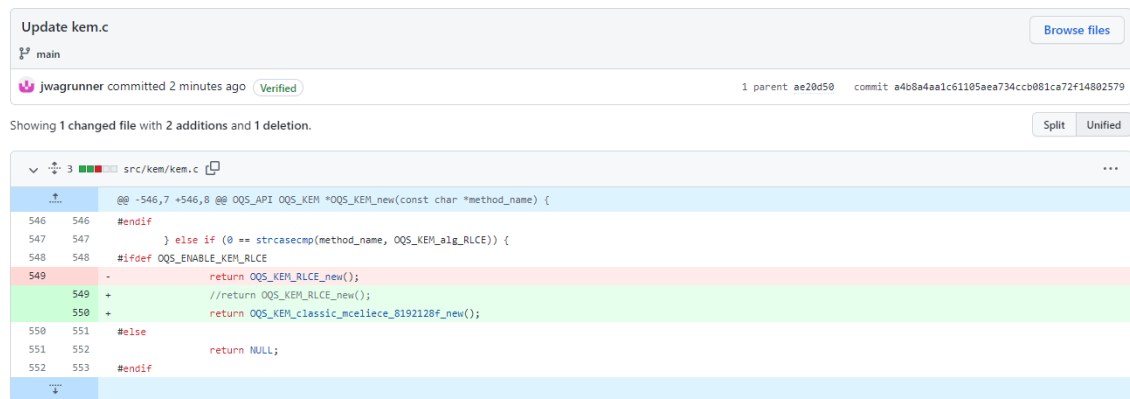 Update kem.c
Browse files
main
jwagrunner committed 2 minutes ago Verified
1 parent ae20d50 commit a4b8a4aa1c61105aea734ccb081ca72f14802579
Showing 1 changed file with 2 additions and 1 deletion.
Split Unified
3 src/kem/kem.c
@@ -546,7 +546,8 @@ OQS_API OQS_KEM *OQS_KEM_new(const char *method_name) {
546 546 #endif
547 547 } else if (0 == strcasecmp(method_name, OQS_KEM_alg_RLCE)) {
548 548 #ifdef OQS_ENABLE_KEM_RLCE
549 - return OQS_KEM_RLCE_new();
549 + //return OQS_KEM_RLCE_new();
550 + return OQS_KEM_classic_mceliece_8192128f_new();
550 551 #else
551 552 return NULL;
552 553 #endif